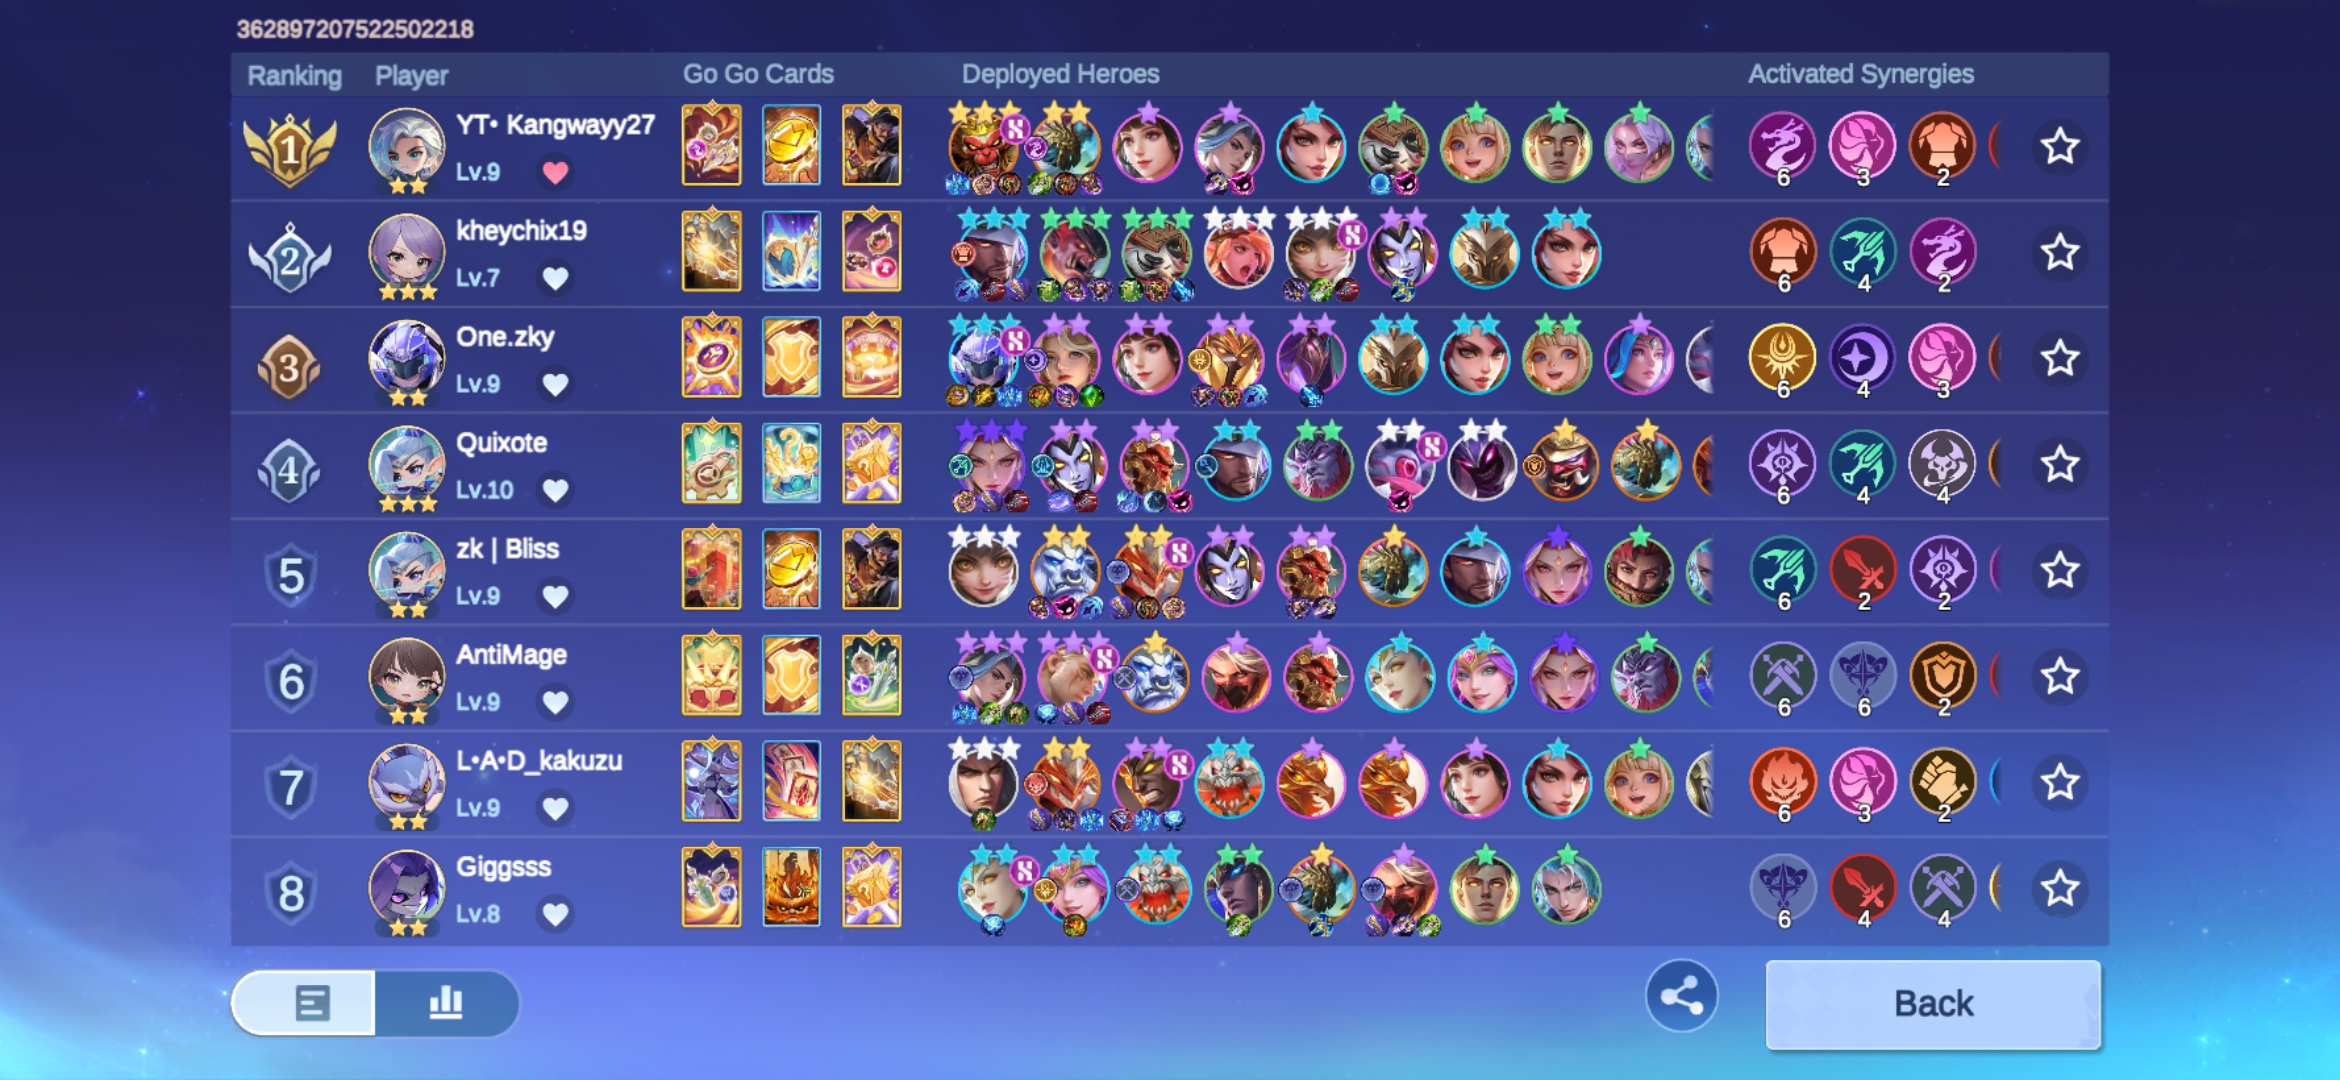 362897207522502218
Ranking Player Go Go Cards Deployed Heroes Activated Synergies
1 YT• Kangwayy27
Lv.9
6 3 2
2 kheychix19
Lv.7
6 4 2
3 One.zky
Lv.9
6 4 3
4 Quixote
Lv.10
6 4 4
5 zk | Bliss
Lv.9
6 2 2
6 AntiMage
Lv.9
6 6 2
7 L•A•D_kakuzu
Lv.9
6 3 2
8 Giggsss
Lv.8
6 4 4
Back